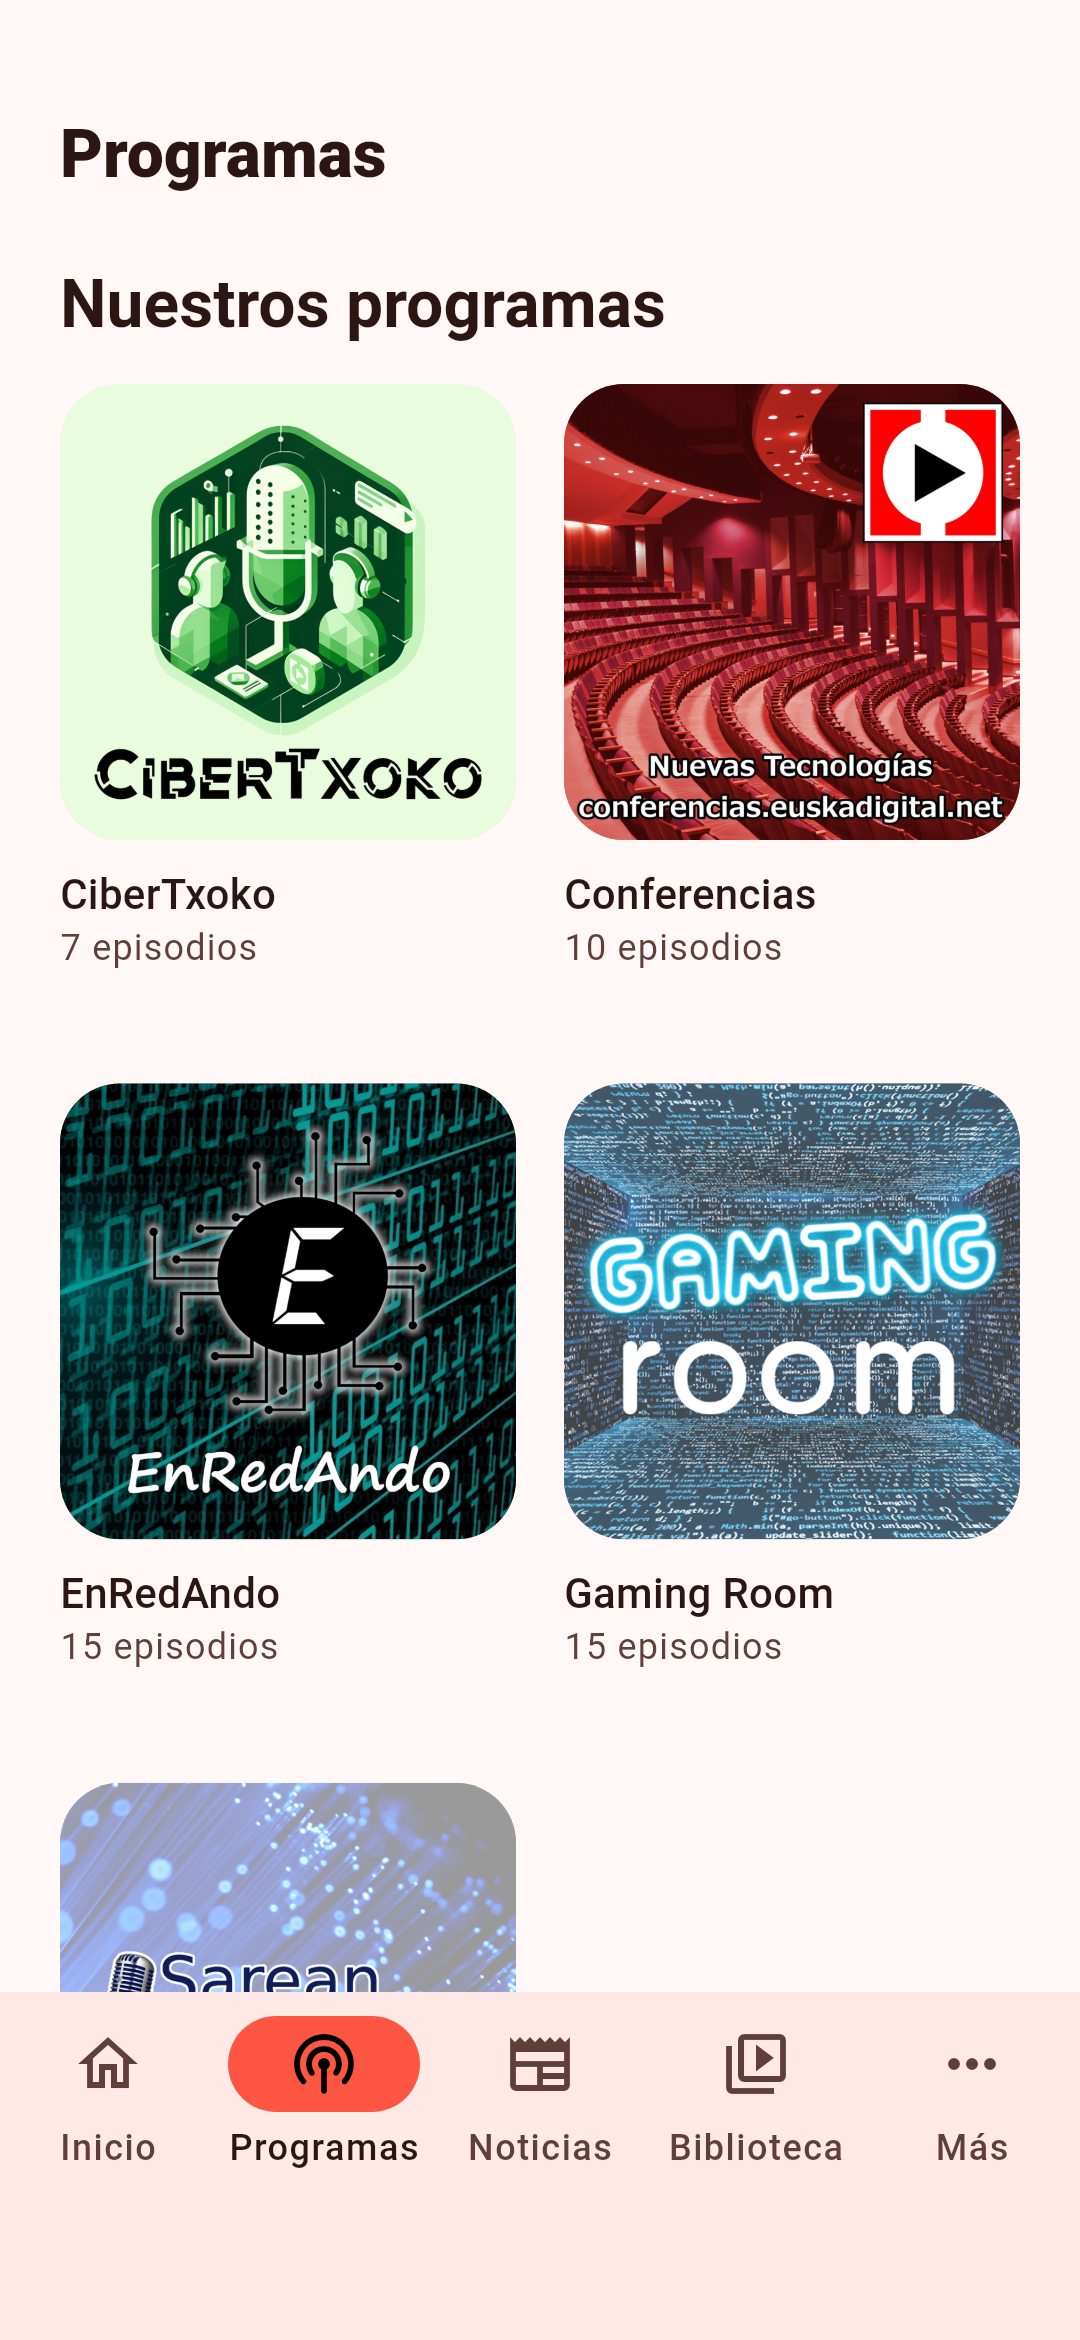 Programas
Nuestros programas
CIBERTXOKO
Nuevas Tecnologías
conferencias.euskadigital.net
CiberTxoko
7 episodios
Conferencias
10 episodios
E
EnRedAndo
GAMING
room
EnRedAndo
15 episodios
Gaming Room
15 episodios
Sarean
Inicio
Programas
Noticias
Biblioteca
Más